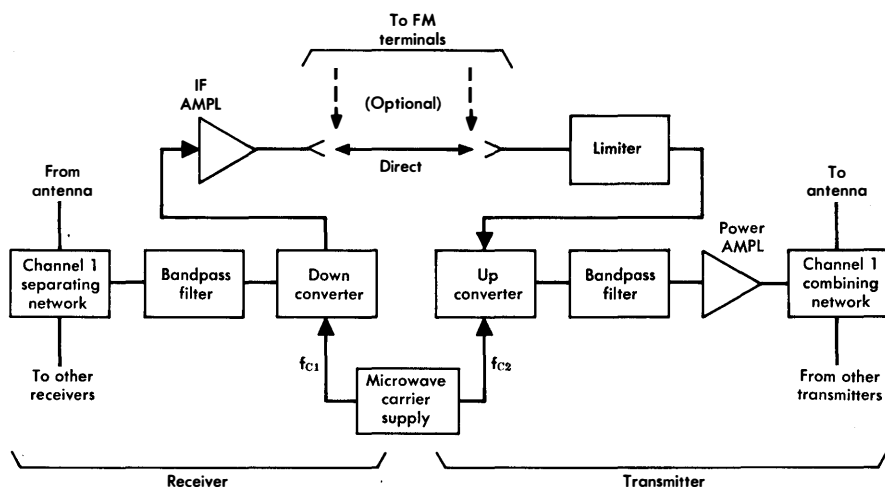 To FM
terminals
IF
AMPL
(Optional)
Direct
Limiter
From
antenna
To
antenna
Power
AMPL
Channel 1
separating
network
Bandpass
filter
Down
converter
Up
converter
Bandpass
filter
Channel 1
combining
network
fC1
fC2
To other
receivers
Microwave
carrier
supply
From other
transmitters
Receiver
Transmitter